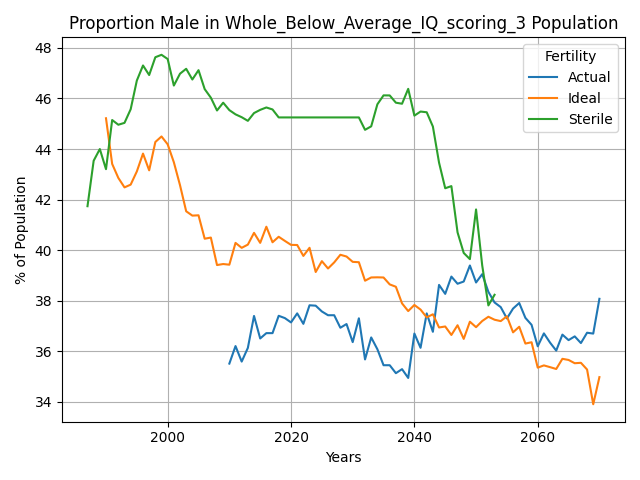 Proportion Male in Whole_Below_Average_IQ_scoring_3 Population
48
46
44
42
40
38
36
34
% of Population
Fertility
Actual
Ideal
Sterile
2000
2020
2040
2060
Years